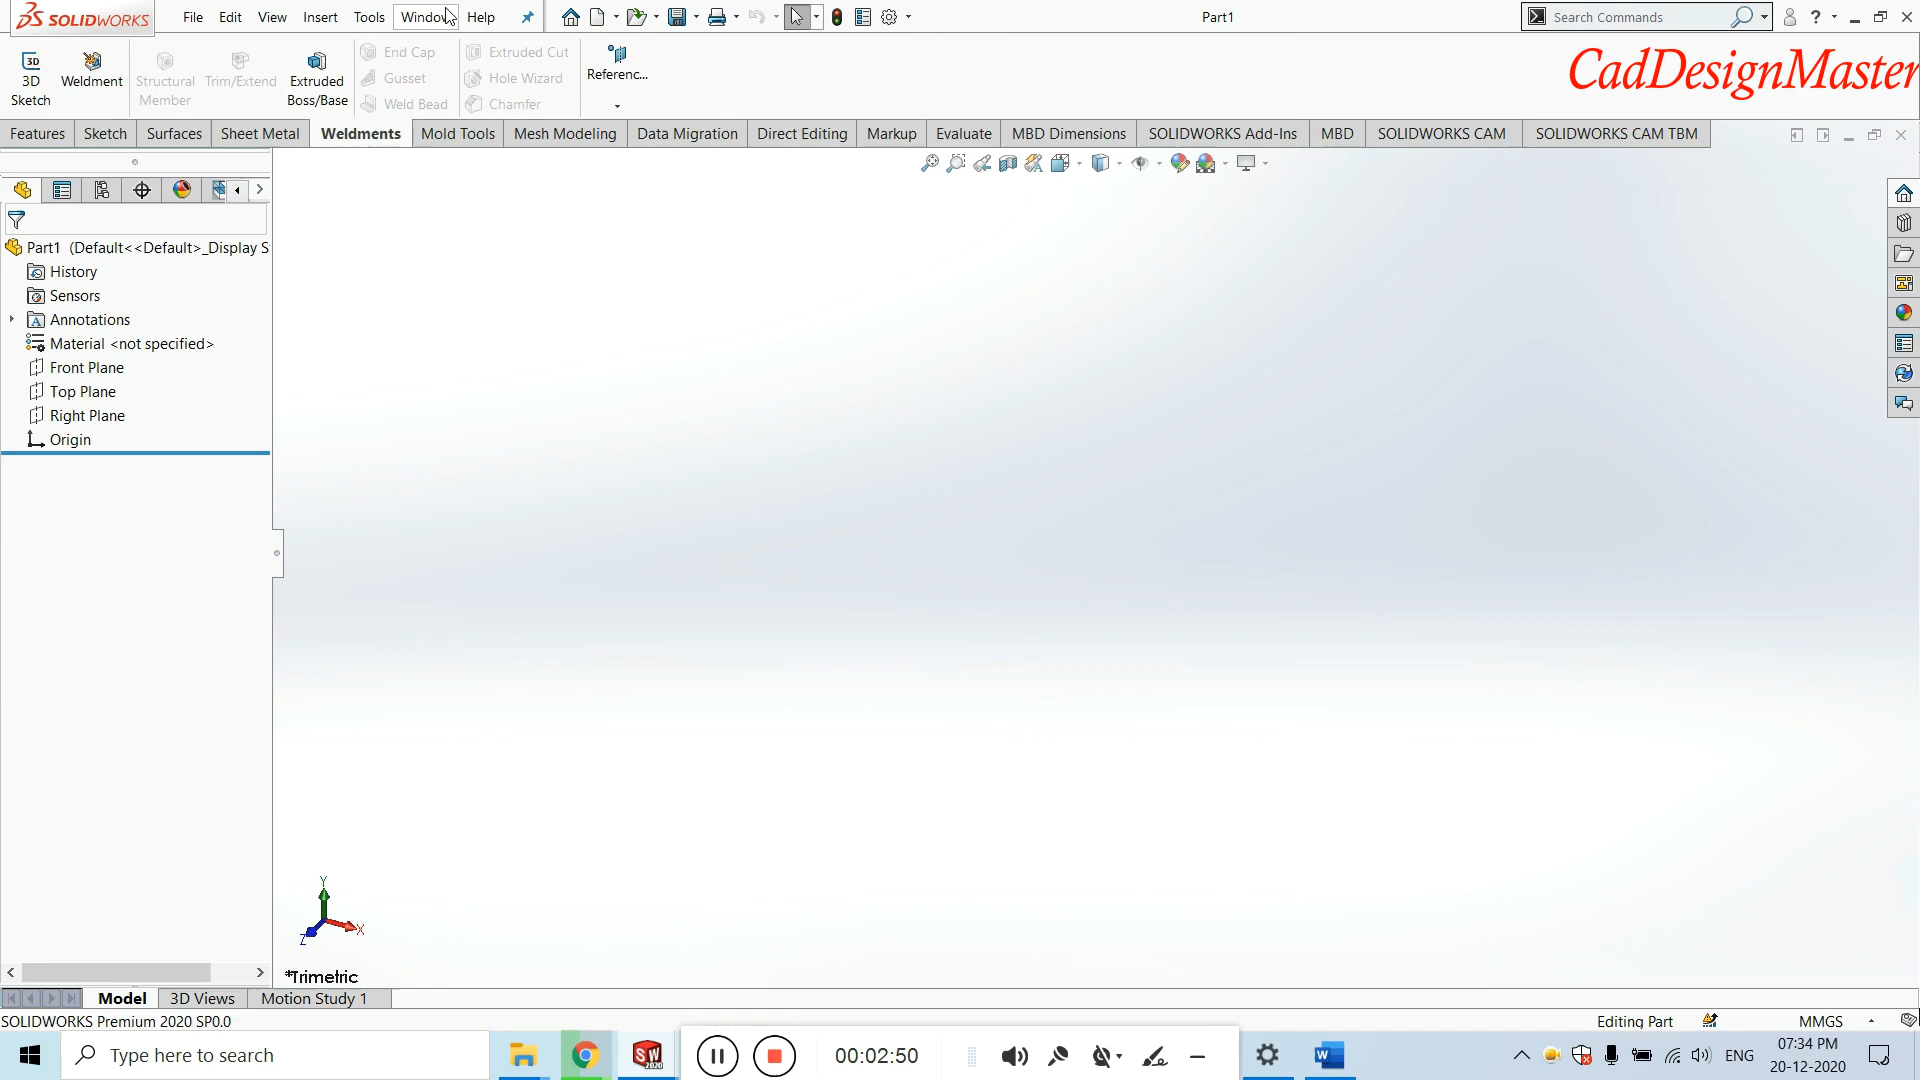 SOLIDWORKS File Edit View Insert Tools Window Help Part1 Search Commands
3D Sketch Weldment Structural Member Trim/Extend Extruded Boss/Base
End Cap Extruded Cut
Gusset Hole Wizard
Weld Bead Chamfer
Referenc...
CadDesignMaster
Features Sketch Surfaces Sheet Metal Weldments Mold Tools Mesh Modeling Data Migration Direct Editing Markup Evaluate MBD Dimensions SOLIDWORKS Add-Ins MBD SOLIDWORKS CAM SOLIDWORKS CAM TBM
Part1 (Default<<Default>_Display S
History
Sensors
Annotations
Material <not specified>
Front Plane
Top Plane
Right Plane
Origin
Y
X
Z
*Trimetric
Model 3D Views Motion Study 1
SOLIDWORKS Premium 2020 SP0.0 Editing Part MMGS
Type here to search 00:02:50 ENG 07:34 PM
20-12-2020